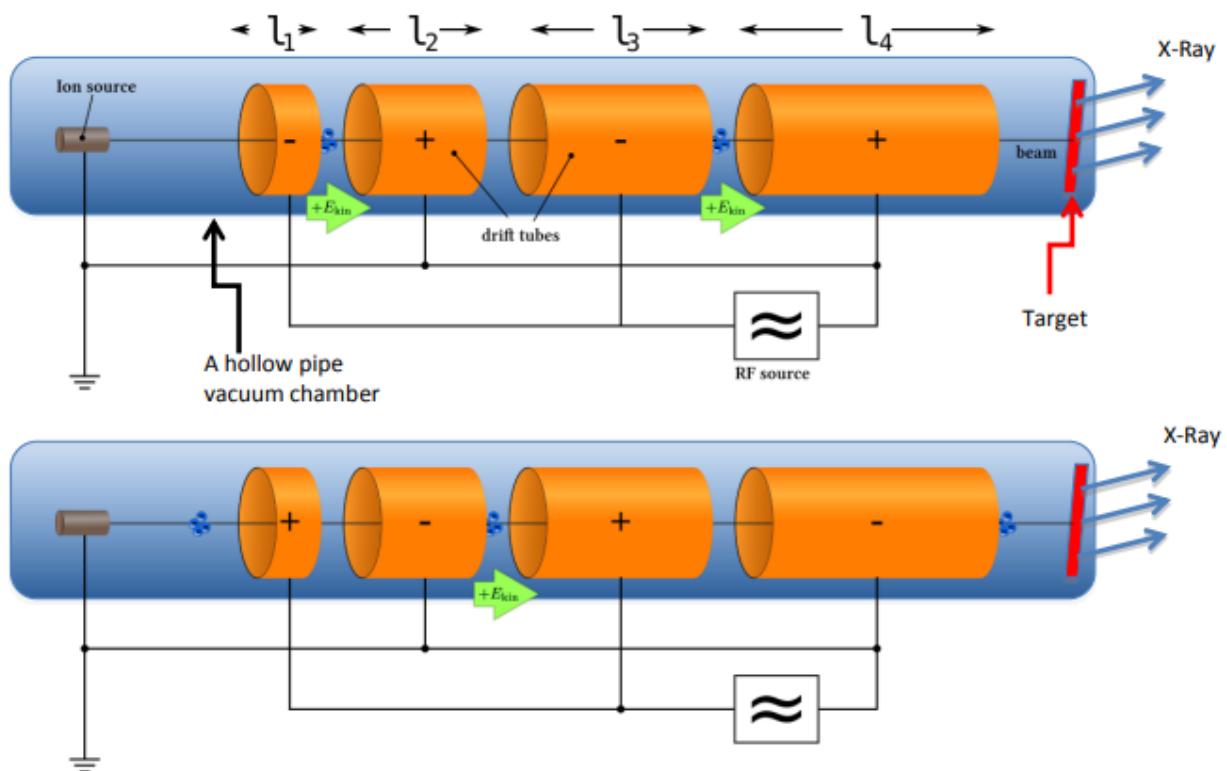 l₁ l₂ l₃ l₄
X-Ray
Ion source
- + - +
beam
+Eₖᵢₙ +Eₖᵢₙ
drift tubes
Target
≈
RF source
A hollow pipe
vacuum chamber
X-Ray
+ - + -
+Eₖᵢₙ
≈